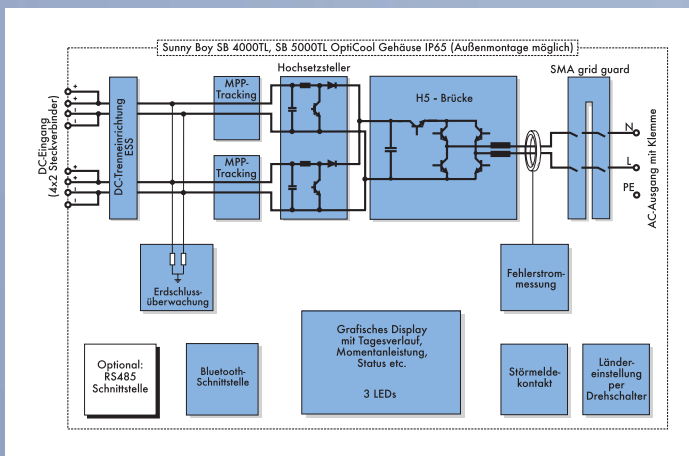 Sunny Boy SB 4000TL, SB 5000TL OptiCool Gehäuse IP65 (Außenmontage möglich)
DC-Eingang
(4x2 Steckverbinder)
+
+
-
-
+
+
-
-
DC-Trenneinrichtung
ESS
MPP-
Tracking
MPP-
Tracking
Hochsetzsteller
H5 - Brücke
SMA grid guard
N
L
PE
AC-Ausgang mit Klemme
Erdschluss-
überwachung
Fehlerstrom-
messung
Optional:
RS485
Schnittstelle
Bluetooth-
Schnittstelle
Grafisches Display
mit Tagesverlauf,
Momentanleistung,
Status etc.
3 LEDs
Störmelde-
kontakt
Länder-
einstellung
per
Drehschalter